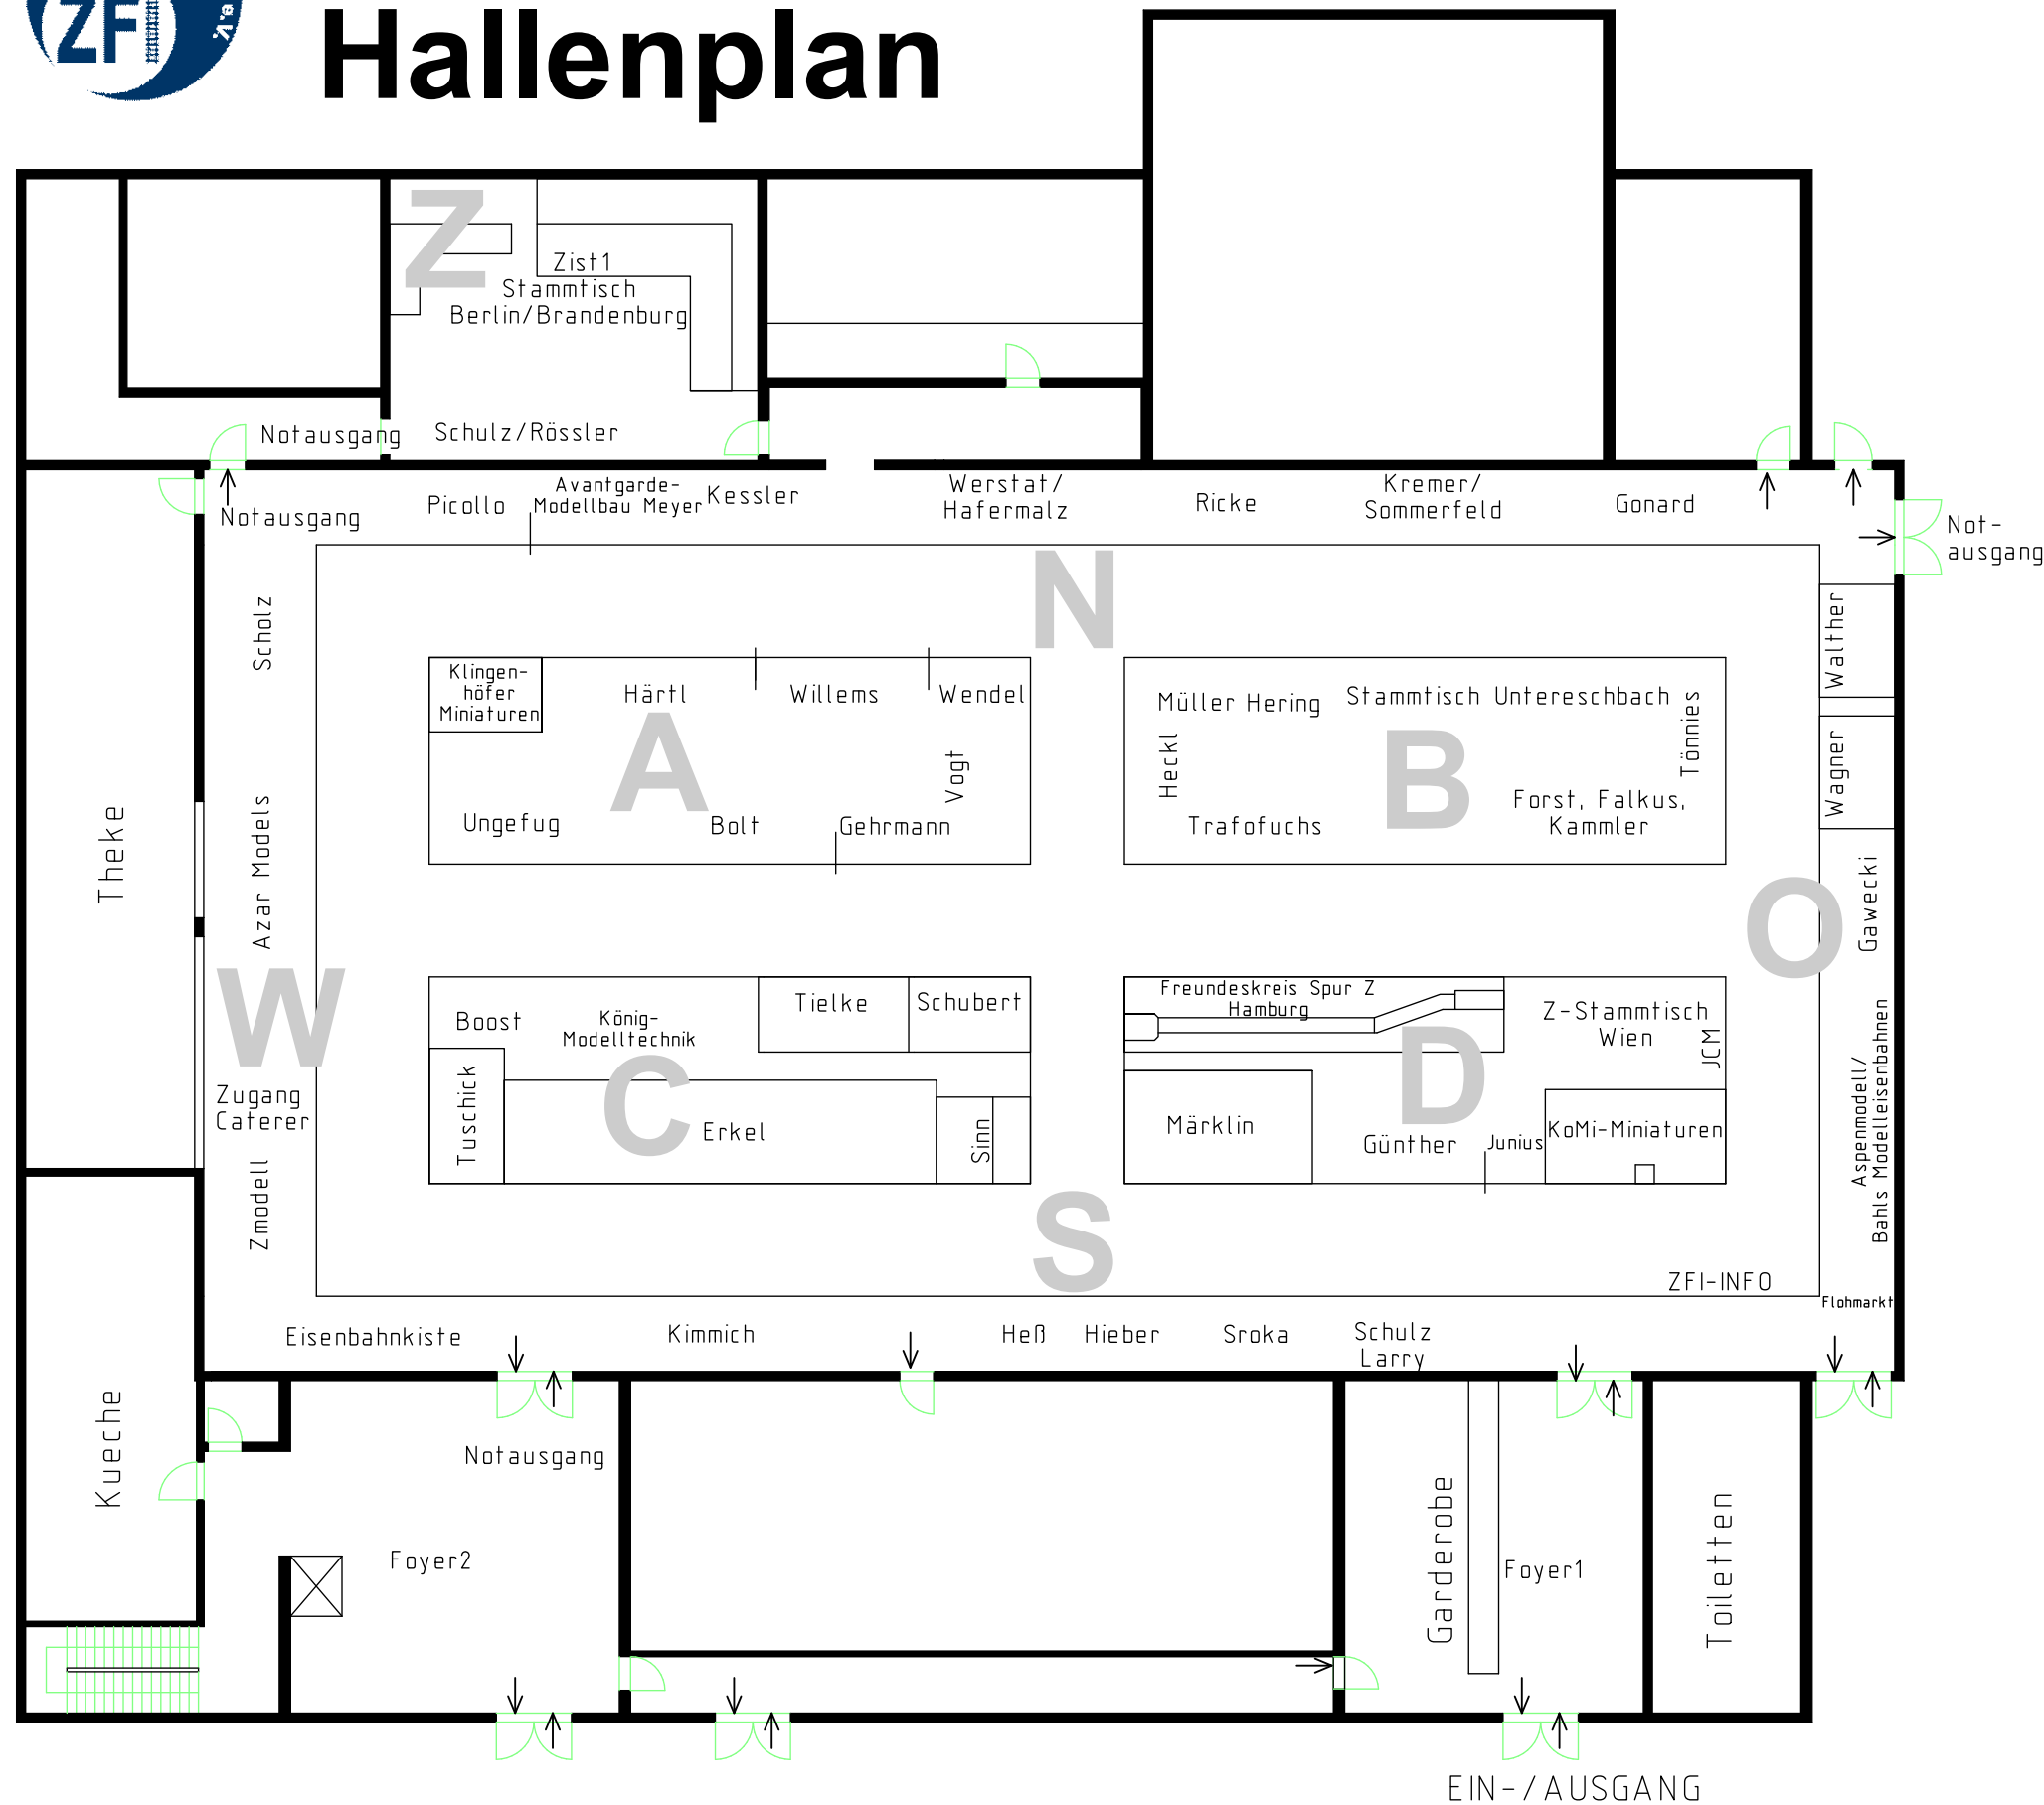 ZFI
e.V.
Hallenplan
Z
Zist1
Stammtisch
Berlin/Brandenburg
Notausgang
Schulz/Rössler
Notausgang
Picollo
Avantgarde-
Modellbau Meyer
Kessler
Werstat/
Hafermalz
Ricke
Kremer/
Sommerfeld
Gonard
Not-
ausgang
N
Scholz
Azar Models
W
Zugang
Caterer
Zmodell
Theke
Kueche
Klingen-
höfer
Miniaturen
Härtl
Willems
Wendel
A
Vogt
Ungefug
Bolt
Gehrmann
Müller Hering
Stammtisch Untereschbach
Heckl
B
Tönnies
Trafofuchs
Forst, Falkus,
Kammler
Walther
Wagner
O
Gawecki
Aspenmodell/
Bahls Modelleisenbahnen
Boost
König-
Modelltechnik
Tielke
Schubert
Tuschick
C
Erkel
Sinn
Freundeskreis Spur Z
Hamburg
Z-Stammtisch
Wien
JCM
D
Märklin
Günther
Junius
KoMi-Miniaturen
S
ZFI-INFO
Flohmarkt
Eisenbahnkiste
Kimmich
Heß
Hieber
Sroka
Schulz
Larry
Notausgang
Foyer2
Garderobe
Foyer1
Toiletten
EIN-/AUSGANG